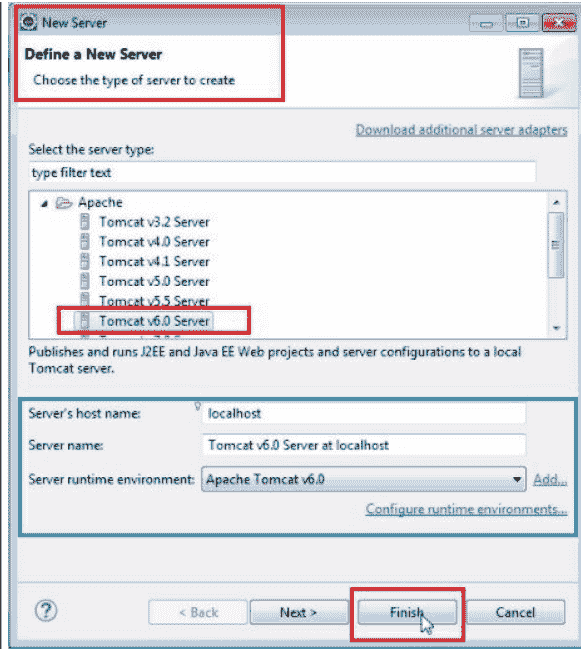 New Server
Define a New Server
Choose the type of server to create
Download additional server adapters
Select the server type:
type filter text
Apache
Tomcat v3.2 Server
Tomcat v4.0 Server
Tomcat v4.1 Server
Tomcat v5.0 Server
Tomcat v5.5 Server
Tomcat v6.0 Server
Publishes and runs J2EE and Java EE Web projects and server configurations to a local
Tomcat server.
Server's host name: localhost
Server name: Tomcat v6.0 Server at localhost
Server runtime environment: Apache Tomcat v6.0 Add...
Configure runtime environments...
? < Back Next > Finish Cancel